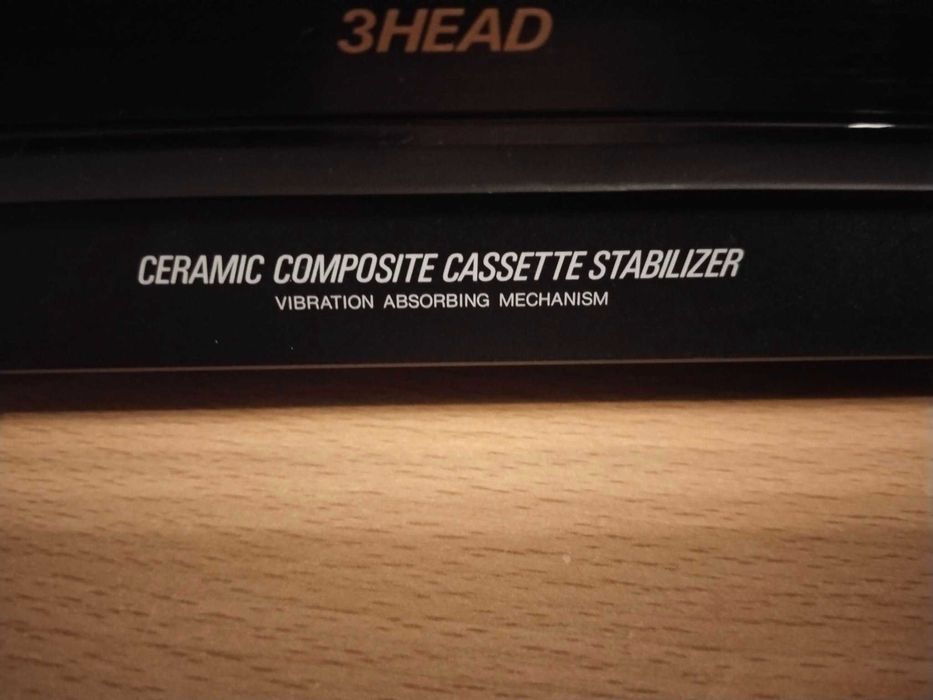 3HEAD
CERAMIC COMPOSITE CASSETTE STABILIZER
VIBRATION ABSORBING MECHANISM